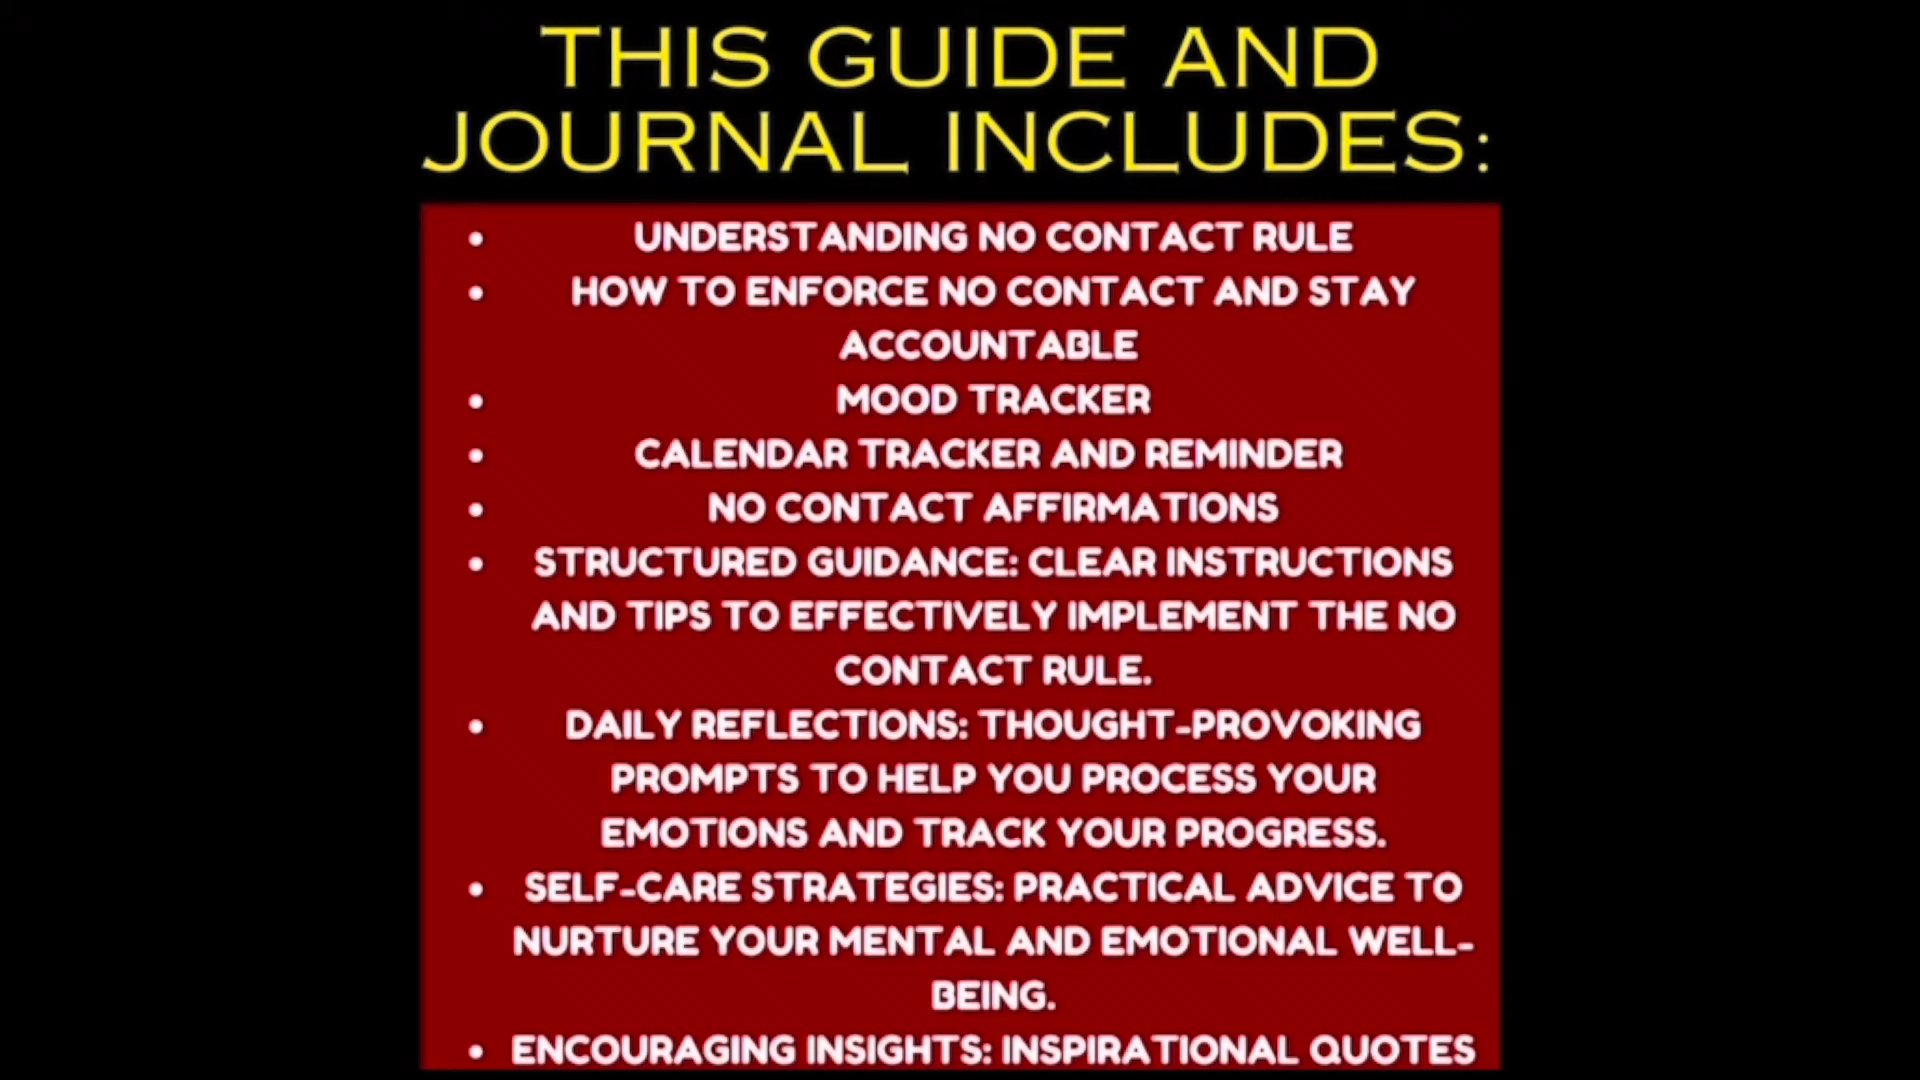 THIS GUIDE AND
JOURNAL INCLUDES:
• UNDERSTANDING NO CONTACT RULE
• HOW TO ENFORCE NO CONTACT AND STAY
ACCOUNTABLE
• MOOD TRACKER
• CALENDAR TRACKER AND REMINDER
• NO CONTACT AFFIRMATIONS
• STRUCTURED GUIDANCE: CLEAR INSTRUCTIONS
AND TIPS TO EFFECTIVELY IMPLEMENT THE NO
CONTACT RULE.
• DAILY REFLECTIONS: THOUGHT-PROVOKING
PROMPTS TO HELP YOU PROCESS YOUR
EMOTIONS AND TRACK YOUR PROGRESS.
• SELF-CARE STRATEGIES: PRACTICAL ADVICE TO
NURTURE YOUR MENTAL AND EMOTIONAL WELL-
BEING.
• ENCOURAGING INSIGHTS: INSPIRATIONAL QUOTES